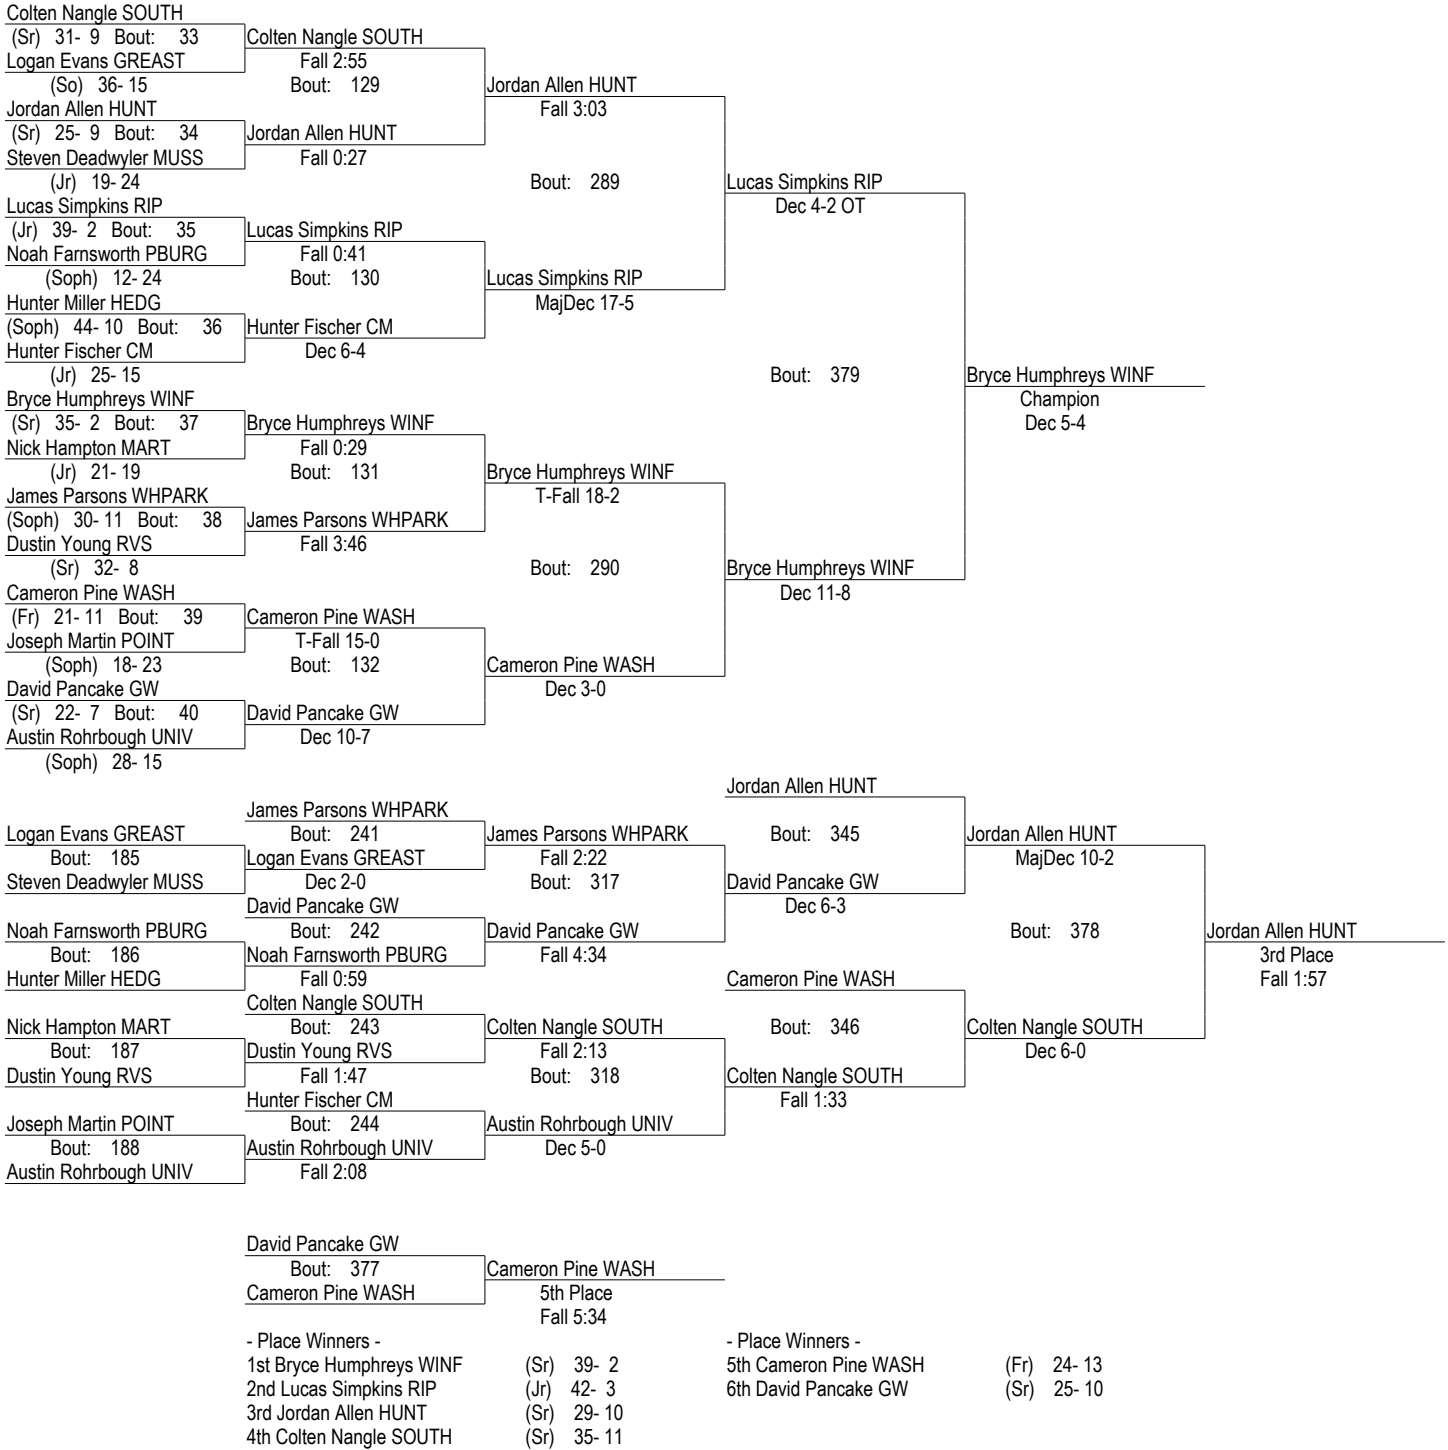 Colten Nangle SOUTH
(Sr) 31- 9 Bout: 33 Colten Nangle SOUTH
Logan Evans GREAST Fall 2:55
(So) 36- 15 Bout: 129 Jordan Allen HUNT
Jordan Allen HUNT Fall 3:03
(Sr) 25- 9 Bout: 34 Jordan Allen HUNT
Steven Deadwyler MUSS Fall 0:27
(Jr) 19- 24 Bout: 289 Lucas Simpkins RIP
Lucas Simpkins RIP Dec 4-2 OT
(Jr) 39- 2 Bout: 35 Lucas Simpkins RIP
Noah Farnsworth PBURG Fall 0:41
(Soph) 12- 24 Bout: 130 Lucas Simpkins RIP
Hunter Miller HEDG MajDec 17-5
(Soph) 44- 10 Bout: 36 Hunter Fischer CM
Hunter Fischer CM Dec 6-4
(Jr) 25- 15 Bout: 379 Bryce Humphreys WINF
Bryce Humphreys WINF Champion
(Sr) 35- 2 Bout: 37 Bryce Humphreys WINF Dec 5-4
Nick Hampton MART Fall 0:29
(Jr) 21- 19 Bout: 131 Bryce Humphreys WINF
James Parsons WHPARK T-Fall 18-2
(Soph) 30- 11 Bout: 38 James Parsons WHPARK
Dustin Young RVS Fall 3:46
(Sr) 32- 8 Bout: 290 Bryce Humphreys WINF
Cameron Pine WASH Dec 11-8
(Fr) 21- 11 Bout: 39 Cameron Pine WASH
Joseph Martin POINT T-Fall 15-0
(Soph) 18- 23 Bout: 132 Cameron Pine WASH
David Pancake GW Dec 3-0
(Sr) 22- 7 Bout: 40 David Pancake GW
Austin Rohrbough UNIV Dec 10-7
(Soph) 28- 15
Jordan Allen HUNT
James Parsons WHPARK
Logan Evans GREAST Bout: 241 James Parsons WHPARK Bout: 345 Jordan Allen HUNT
Bout: 185 Logan Evans GREAST Fall 2:22 MajDec 10-2
Steven Deadwyler MUSS Dec 2-0 Bout: 317 David Pancake GW
David Pancake GW Dec 6-3
Noah Farnsworth PBURG Bout: 242 David Pancake GW Bout: 378 Jordan Allen HUNT
Bout: 186 Noah Farnsworth PBURG Fall 4:34 3rd Place
Hunter Miller HEDG Fall 0:59 Cameron Pine WASH Fall 1:57
Colten Nangle SOUTH
Nick Hampton MART Bout: 243 Colten Nangle SOUTH Bout: 346 Colten Nangle SOUTH
Bout: 187 Dustin Young RVS Fall 2:13 Dec 6-0
Dustin Young RVS Fall 1:47 Bout: 318 Colten Nangle SOUTH
Hunter Fischer CM Fall 1:33
Joseph Martin POINT Bout: 244 Austin Rohrbough UNIV
Bout: 188 Austin Rohrbough UNIV Dec 5-0
Austin Rohrbough UNIV Fall 2:08
David Pancake GW
Bout: 377 Cameron Pine WASH
Cameron Pine WASH 5th Place
Fall 5:34
- Place Winners - - Place Winners -
1st Bryce Humphreys WINF (Sr) 39- 2 5th Cameron Pine WASH (Fr) 24- 13
2nd Lucas Simpkins RIP (Jr) 42- 3 6th David Pancake GW (Sr) 25- 10
3rd Jordan Allen HUNT (Sr) 29- 10
4th Colten Nangle SOUTH (Sr) 35- 11